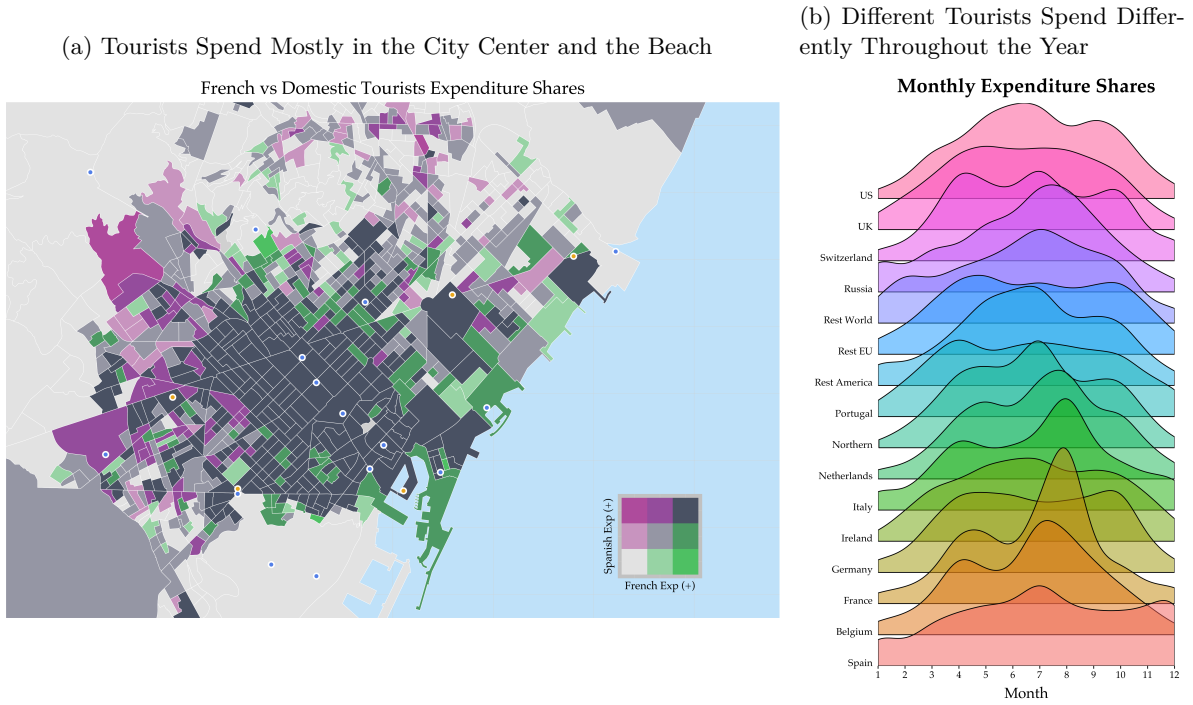 (a) Tourists Spend Mostly in the City Center and the Beach
French vs Domestic Tourists Expenditure Shares
Spanish Exp (+)
French Exp (+)
(b) Different Tourists Spend Differ-
ently Throughout the Year
Monthly Expenditure Shares
US
UK
Switzerland
Russia
Rest World
Rest EU
Rest America
Portugal
Northern
Netherlands
Italy
Ireland
Germany
France
Belgium
Spain
1 2 3 4 5 6 7 8 9 10 11 12
Month